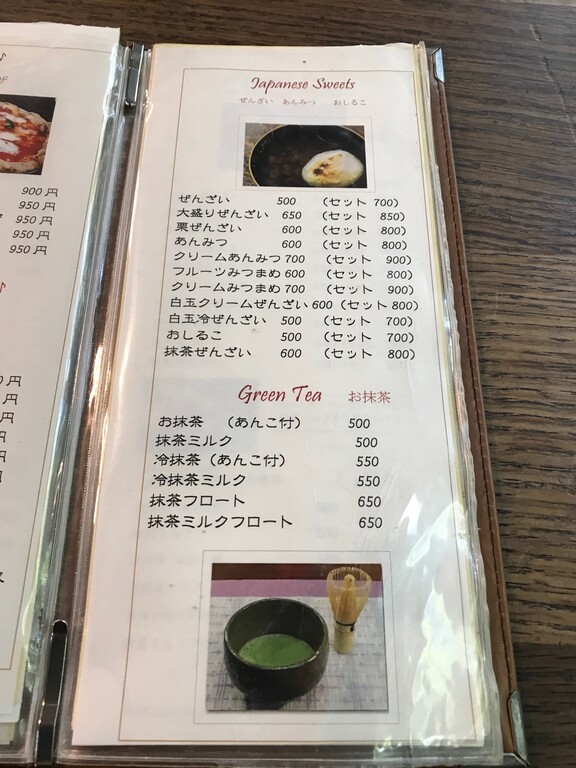 900 円
950 円
950 円
950 円
950 円
円
円
Japanese Sweets
ぜんざい あんみつ おしるこ
ぜんざい 500 (セット 700)
大盛りぜんざい 650 (セット 850)
栗ぜんざい 600 (セット 800)
あんみつ 600 (セット 800)
クリームあんみつ 700 (セット 900)
フルーツみつまめ 600 (セット 800)
クリームみつまめ 700 (セット 900)
白玉クリームぜんざい 600 (セット 800)
白玉冷ぜんざい 500 (セット 700)
おしるこ 500 (セット 700)
抹茶ぜんざい 600 (セット 800)
Green Tea お抹茶
お抹茶 (あんこ付) 500
抹茶ミルク 500
冷抹茶 (あんこ付) 550
冷抹茶ミルク 550
抹茶フロート 650
抹茶ミルクフロート 650